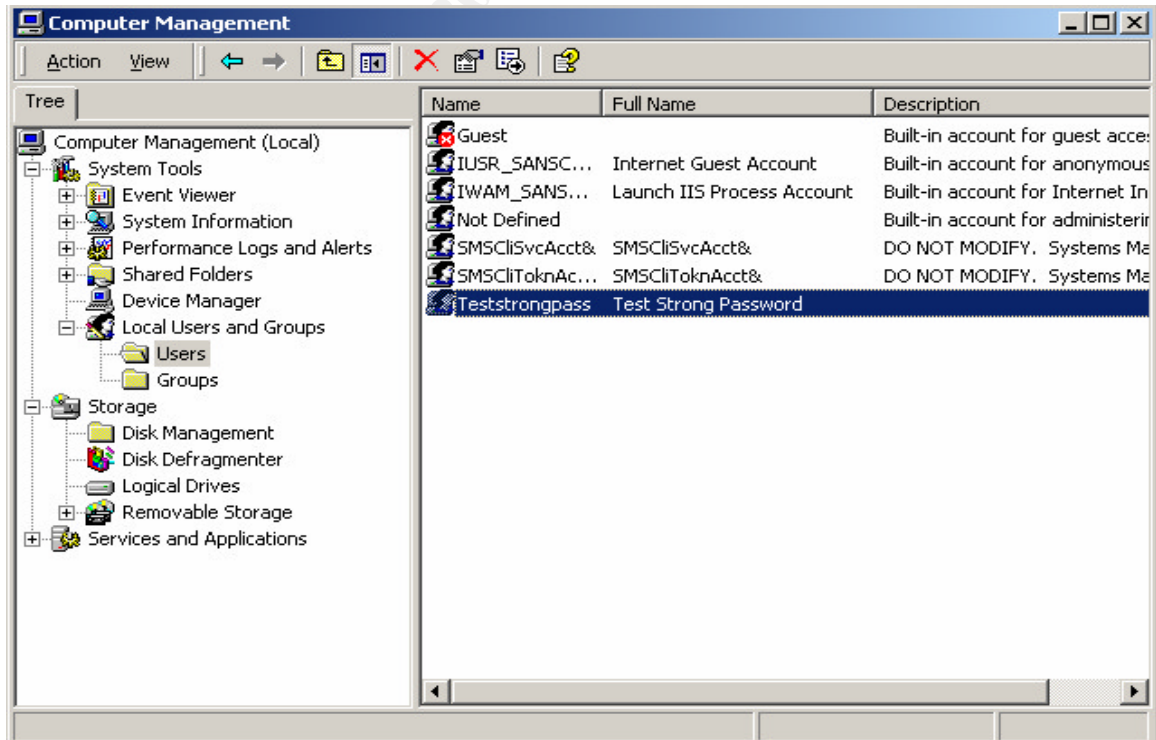 Computer Management
Action View
Tree
Name Full Name Description
Computer Management (Local)
System Tools
Event Viewer
System Information
Performance Logs and Alerts
Shared Folders
Device Manager
Local Users and Groups
Users
Groups
Storage
Disk Management
Disk Defragmenter
Logical Drives
Removable Storage
Services and Applications
Guest Built-in account for guest acce
IUSR_SANSC... Internet Guest Account Built-in account for anonymous
IWAM_SANS... Launch IIS Process Account Built-in account for Internet In
Not Defined Built-in account for administerin
SMSCliSvcAcct& SMSCliSvcAcct& DO NOT MODIFY. Systems Ma
SMSCliToknAc... SMSCliToknAcct& DO NOT MODIFY. Systems Ma
Teststrongpass Test Strong Password